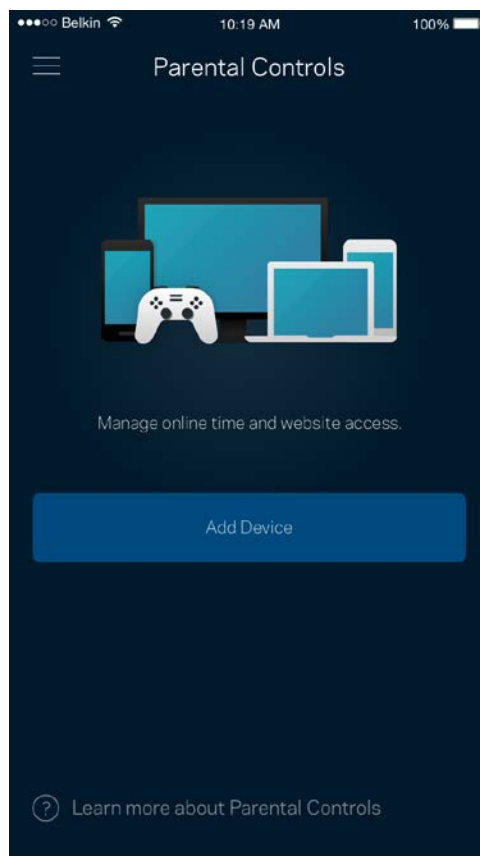 Belkin 10:19 AM 100%
Parental Controls
Manage online time and website access.
Add Device
? Learn more about Parental Controls